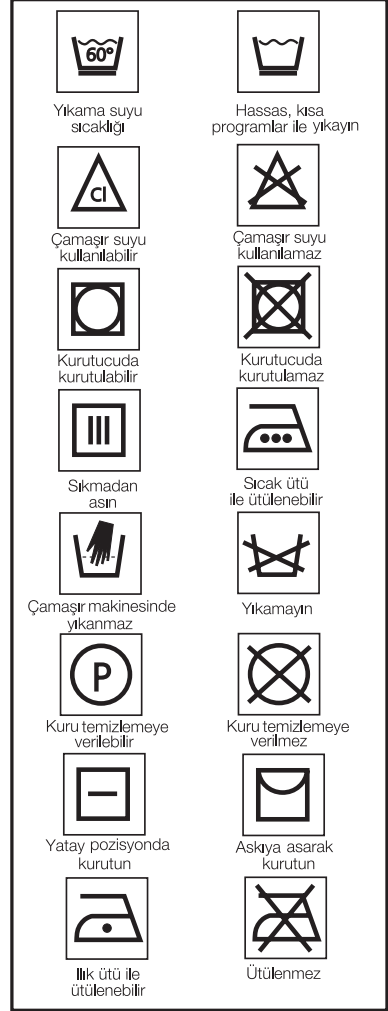 60°
Yıkama suyu
sıcaklığı
Hassas, kısa
programlar ile yıkayın
Cl
Çamaşır suyu
kullanılabilir
Çamaşır suyu
kullanılamaz
Kurutucuda
kurutulabilir
Kurutucuda
kurutulamaz
Sıkmadan
asın
Sıcak ütü
ile ütülenebilir
Çamaşır makinesinde
yıkanmaz
Yıkamayın
P
Kuru temizlemeye
verilebilir
Kuru temizlemeye
verilmez
Yatay pozisyonda
kurutun
Askıya asarak
kurutun
Ilık ütü ile
ütülenebilir
Ütülenmez